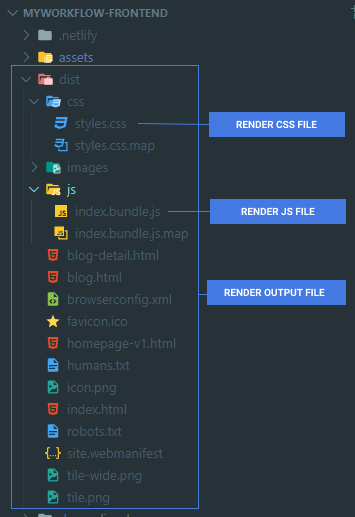 MYWORKFLOW-FRONTEND
.netlify
assets
dist
css
styles.css
RENDER CSS FILE
styles.css.map
images
js
index.bundle.js
RENDER JS FILE
index.bundle.js.map
blog-detail.html
blog.html
RENDER OUTPUT FILE
browserconfig.xml
favicon.ico
homepage-v1.html
humans.txt
icon.png
index.html
robots.txt
site.webmanifest
tile-wide.png
tile.png